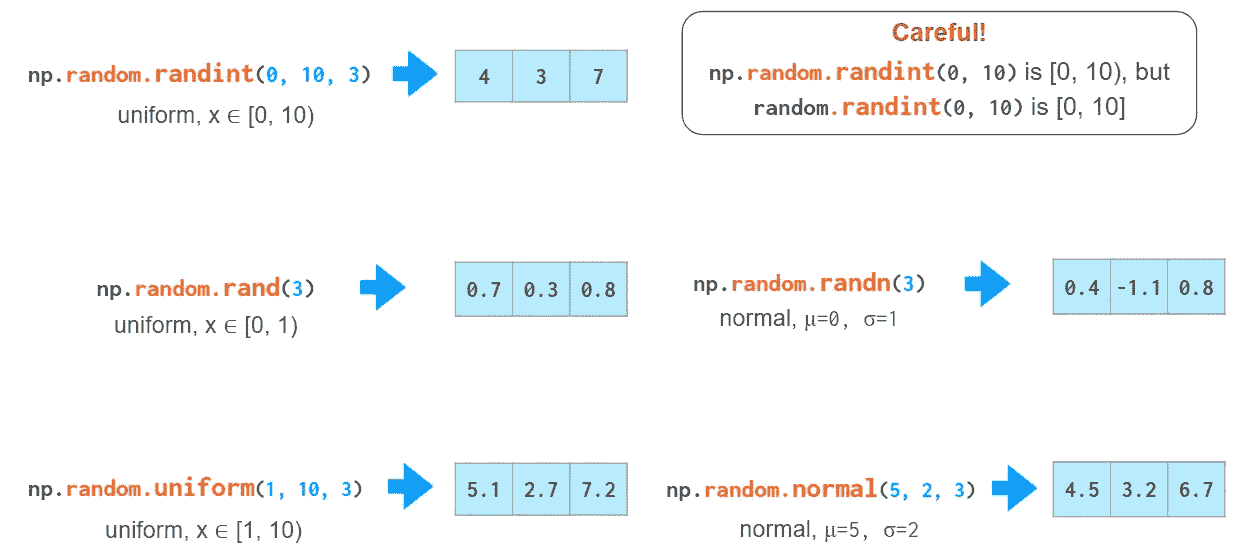 np.random.randint(0, 10, 3)
uniform, x ∈ [0, 10)
4 3 7
Careful!
np.random.randint(0, 10) is [0, 10), but
random.randint(0, 10) is [0, 10]
np.random.rand(3)
uniform, x ∈ [0, 1)
0.7 0.3 0.8
np.random.randn(3)
normal, μ=0, σ=1
0.4 -1.1 0.8
np.random.uniform(1, 10, 3)
uniform, x ∈ [1, 10)
5.1 2.7 7.2
np.random.normal(5, 2, 3)
normal, μ=5, σ=2
4.5 3.2 6.7